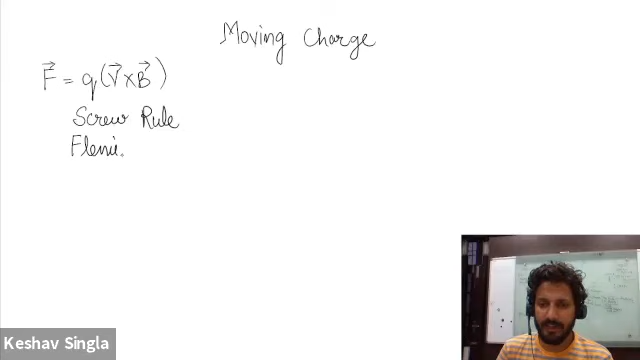 Moving Charge
F⃗ = q(V⃗ × B⃗)
Screw Rule
Flemi
Keshav Singla